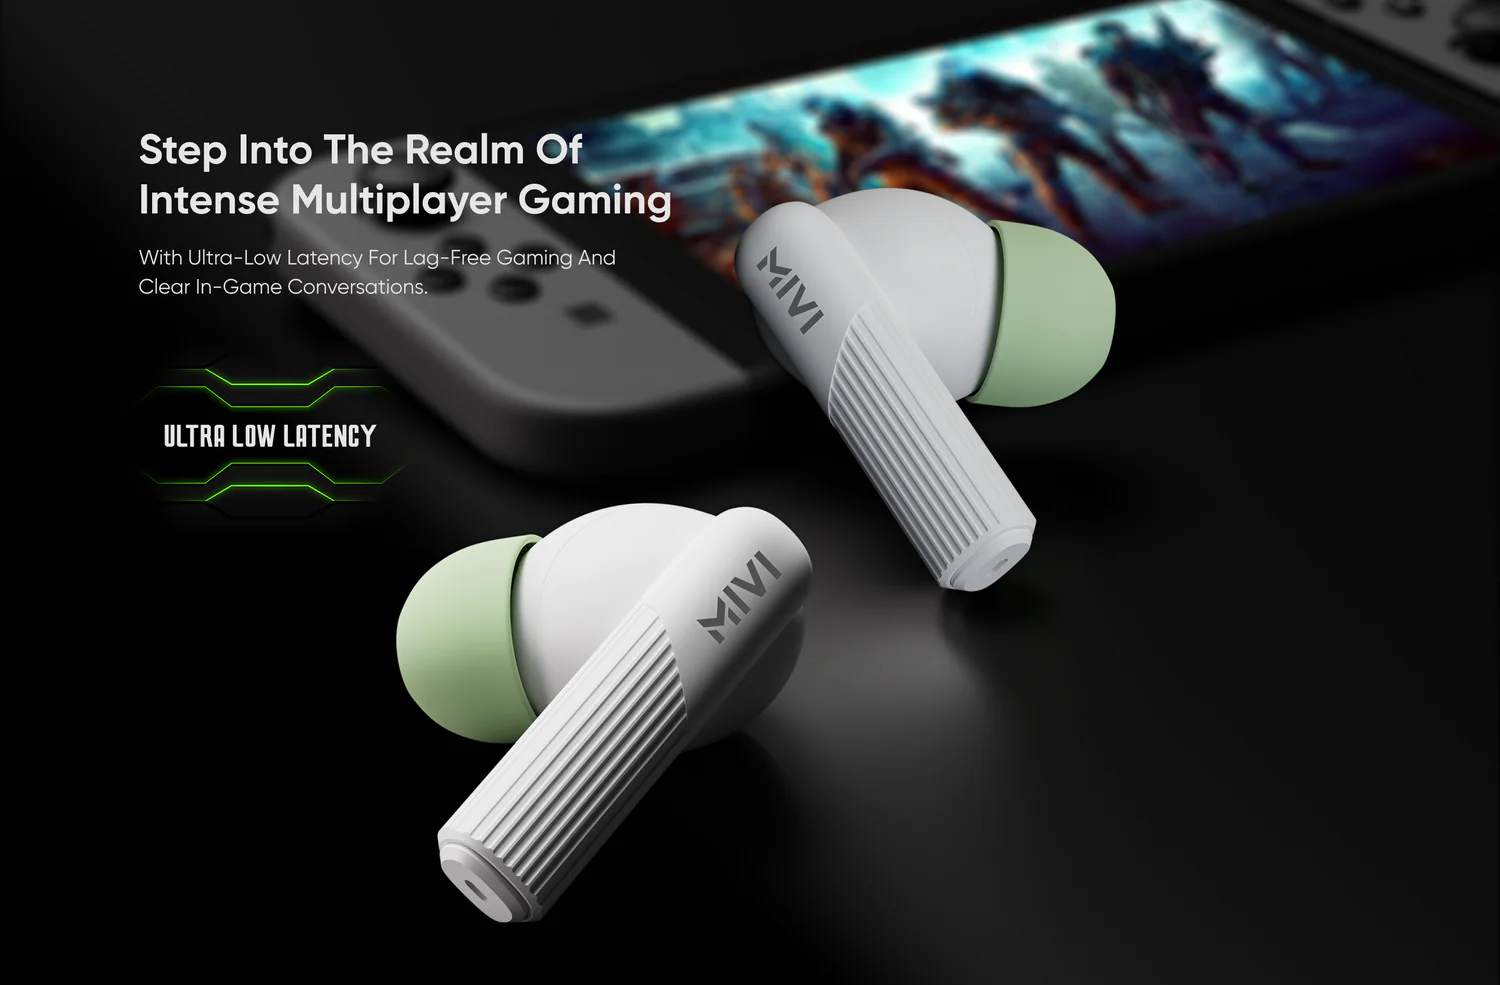 Step Into The Realm Of
Intense Multiplayer Gaming
With Ultra-Low Latency For Lag-Free Gaming And
Clear In-Game Conversations.
ULTRA LOW LATENCY
MIVI
MIVI